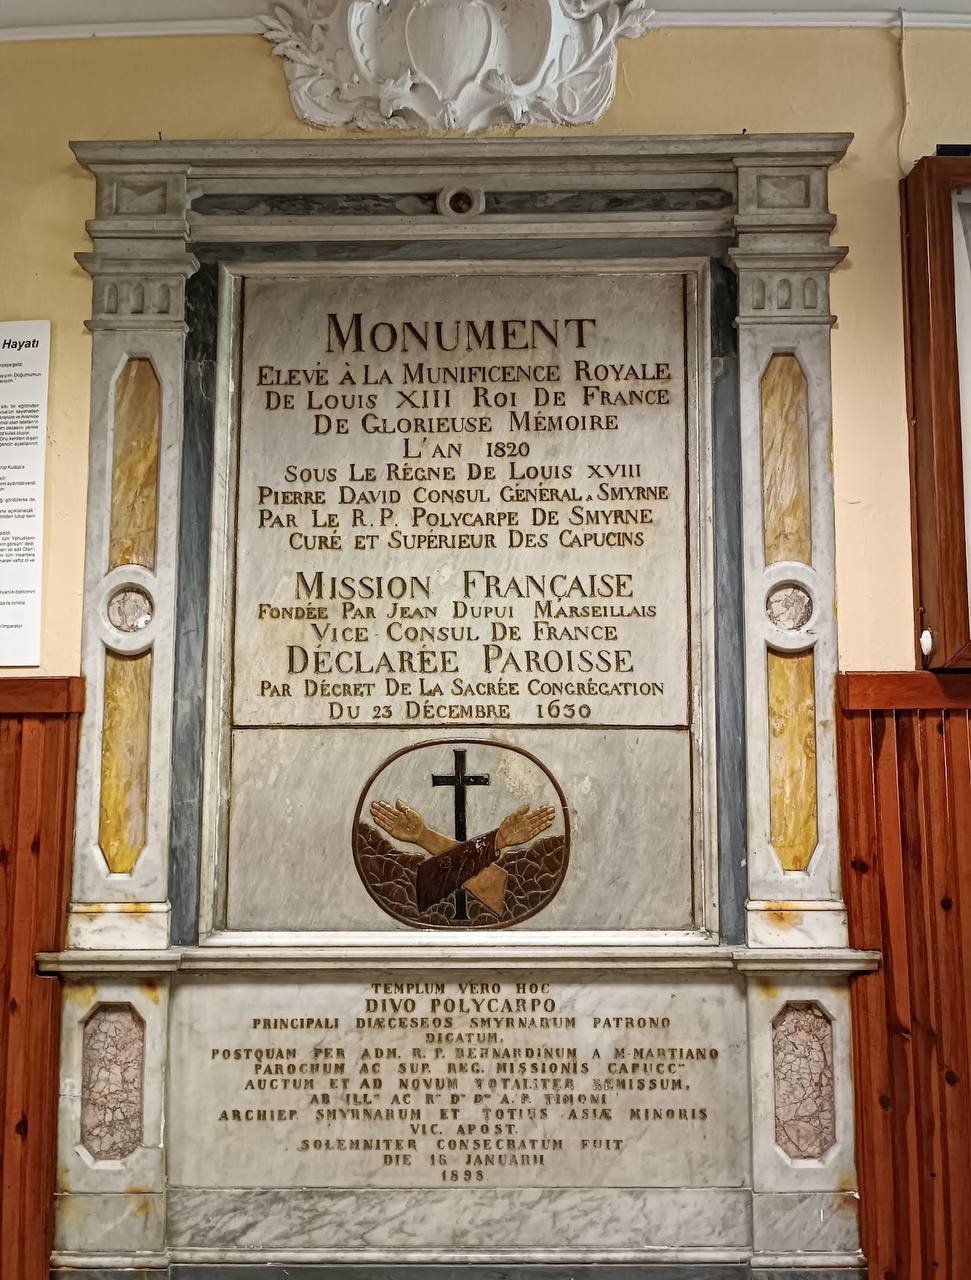 MONUMENT
ELEVÉ À LA MUNIFICENCE ROYALE
DE LOUIS XIII ROI DE FRANCE
DE GLORIEUSE MÉMOIRE
L'AN 1820
SOUS LE RÉGNE DE LOUIS XVIII
PIERRE DAVID CONSUL GÉNÉRAL A SMYRNE
PAR LE R.P. POLYCARPE DE SMYRNE
CURÉ ET SUPÉRIEUR DES CAPUCINS
MISSION FRANÇAISE
FONDÉE PAR JEAN DUPUI MARSEILLAIS
VICE CONSUL DE FRANCE
DÉCLARÉE PAROISSE
PAR DÉCRET DE LA SACRÉE CONGRÉGATION
DU 23 DÉCEMBRE 1630
TEMPLUM VERO HOC
DIVO POLYCARPO
PRINCIPALI DIÆCESEOS SMYRNARUM PATRONO
DICATUM,
POSTQUAM PER ADM. R. P. BERNARDINUM A M. MARTIANO
PAROCHUM AC SUP. REG. MISSIONIS CAPUCC
AUCTUM ET AD NOVUM TOTALITER REMISSUM,
AB ILL AC R D D A. P. TIMONI
ARCHIEP. SMYRNARUM ET TOTIUS ASIÆ MINORIS
VIC. APOST.
SOLEMNITER CONSECRATUM FUIT
DIE 16 JANUARII
1898.
Hayatı